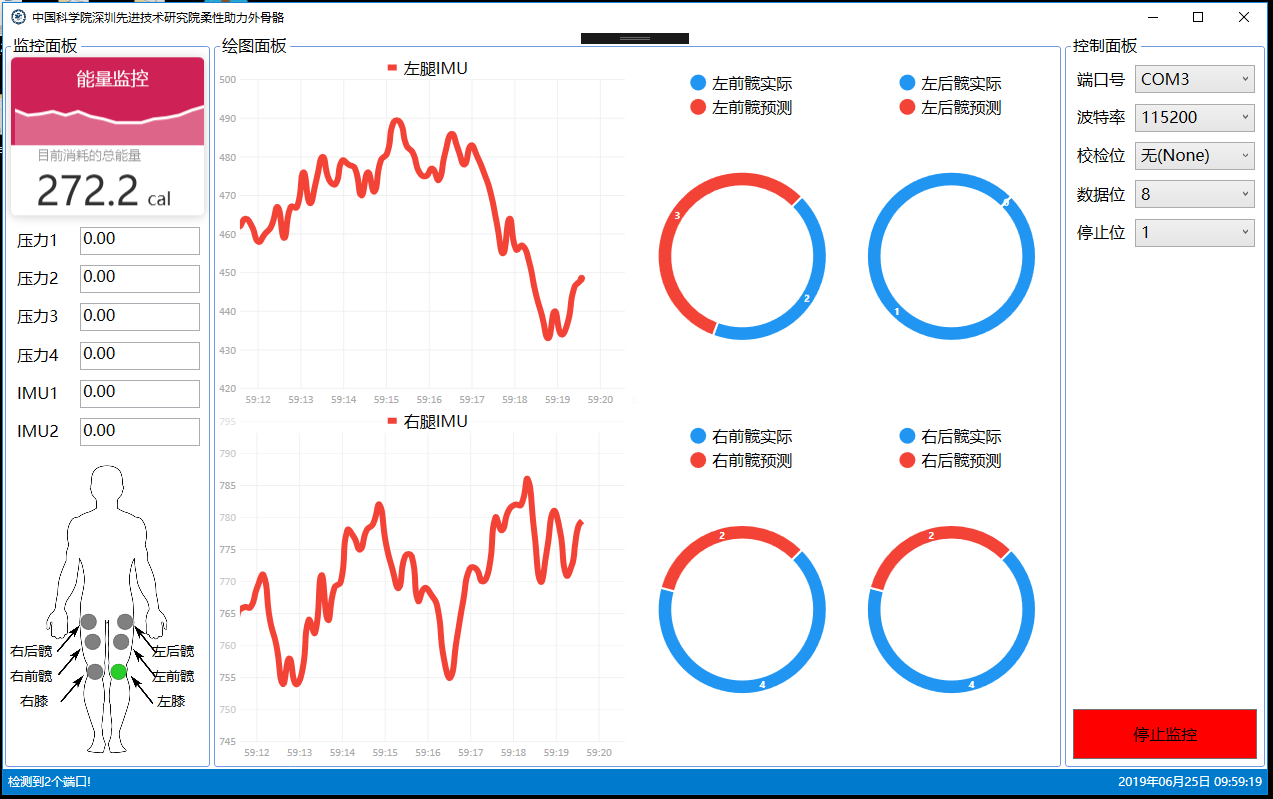 中国科学院深圳先进技术研究院柔性助力外骨骼
监控面板
能量监控
目前消耗的总能量
272.2 cal
压力1 0.00
压力2 0.00
压力3 0.00
压力4 0.00
IMU1 0.00
IMU2 0.00
右后髋
左后髋
右前髋
左前髋
右膝
左膝
绘图面板
左腿IMU
500
490
480
470
460
450
440
430
420
59:12 59:13 59:14 59:15 59:16 59:17 59:18 59:19 59:20
右腿IMU
795
790
785
780
775
770
765
760
755
750
745
59:12 59:13 59:14 59:15 59:16 59:17 59:18 59:19 59:20
左前髋实际
左前髋预测
3
2
左后髋实际
左后髋预测
0
1
右前髋实际
右前髋预测
2
4
右后髋实际
右后髋预测
2
4
控制面板
端口号 COM3
波特率 115200
校检位 无(None)
数据位 8
停止位 1
停止监控
检测到2个端口!
2019年06月25日 09:59:19